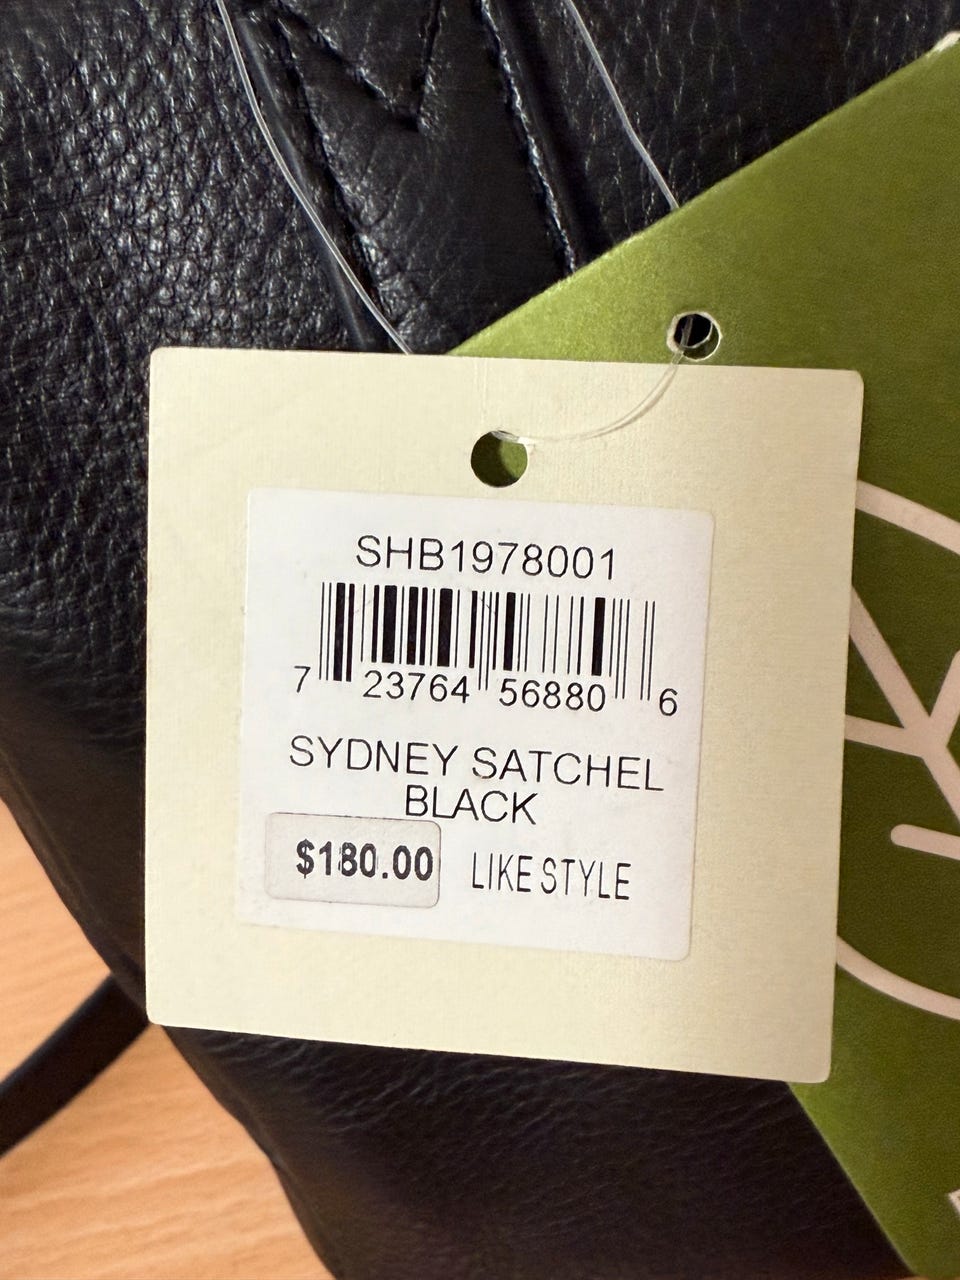 SHB1978001
7 23764 56880 6
SYDNEY SATCHEL
BLACK
$180.00 LIKE STYLE